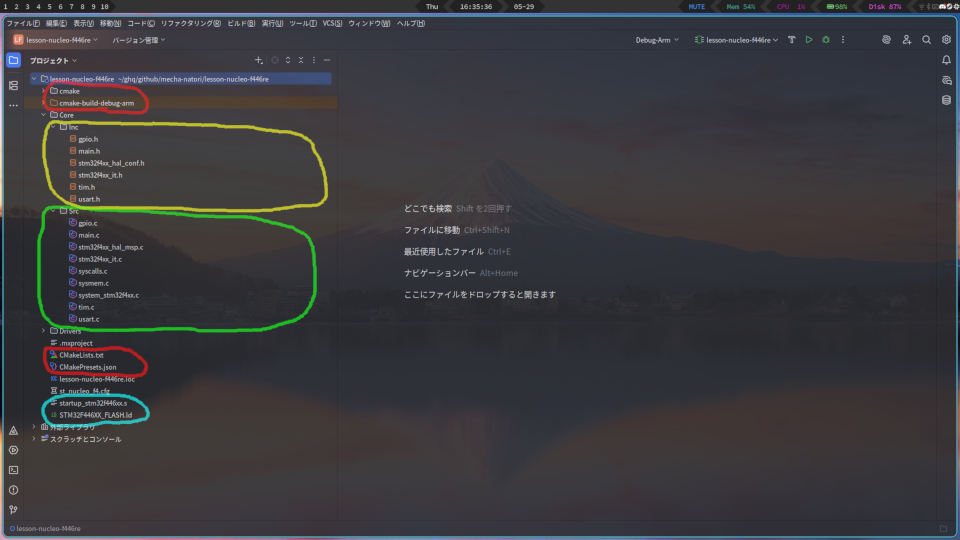 1 2 3 4 5 6 7 8 9 10 Thu 16:35:36 05-29 MUTE Mem 54% CPU 1% 98% Disk 87%
ファイル(F) 編集(E) 表示(V) 移動(N) コード(C) リファクタリング(R) ビルド(B) 実行(U) ツール(T) VCS(S) ウィンドウ(W) ヘルプ(H)
LF lesson-nucleo-f446re バージョン管理 Debug-Arm lesson-nucleo-f446re
プロジェクト
lesson-nucleo-f446re ~/ghq/github/mecha-natori/lesson-nucleo-f446re
cmake
cmake-build-debug-arm
Core
Inc
gpio.h
main.h
stm32f4xx_hal_conf.h
stm32f4xx_it.h
tim.h
usart.h
Src
gpio.c
main.c
stm32f4xx_hal_msp.c
stm32f4xx_it.c
syscalls.c
sysmem.c
system_stm32f4xx.c
tim.c
usart.c
Drivers
.mxproject
CMakeLists.txt
CMakePresets.json
lesson-nucleo-f446re.ioc
st_nucleo_f4.cfg
startup_stm32f446xx.s
STM32F446XX_FLASH.ld
外部ライブラリ
スクラッチとコンソール
どこでも検索 Shift を2回押す
ファイルに移動 Ctrl+Shift+N
最近使用したファイル Ctrl+E
ナビゲーションバー Alt+Home
ここにファイルをドロップすると開きます
lesson-nucleo-f446re